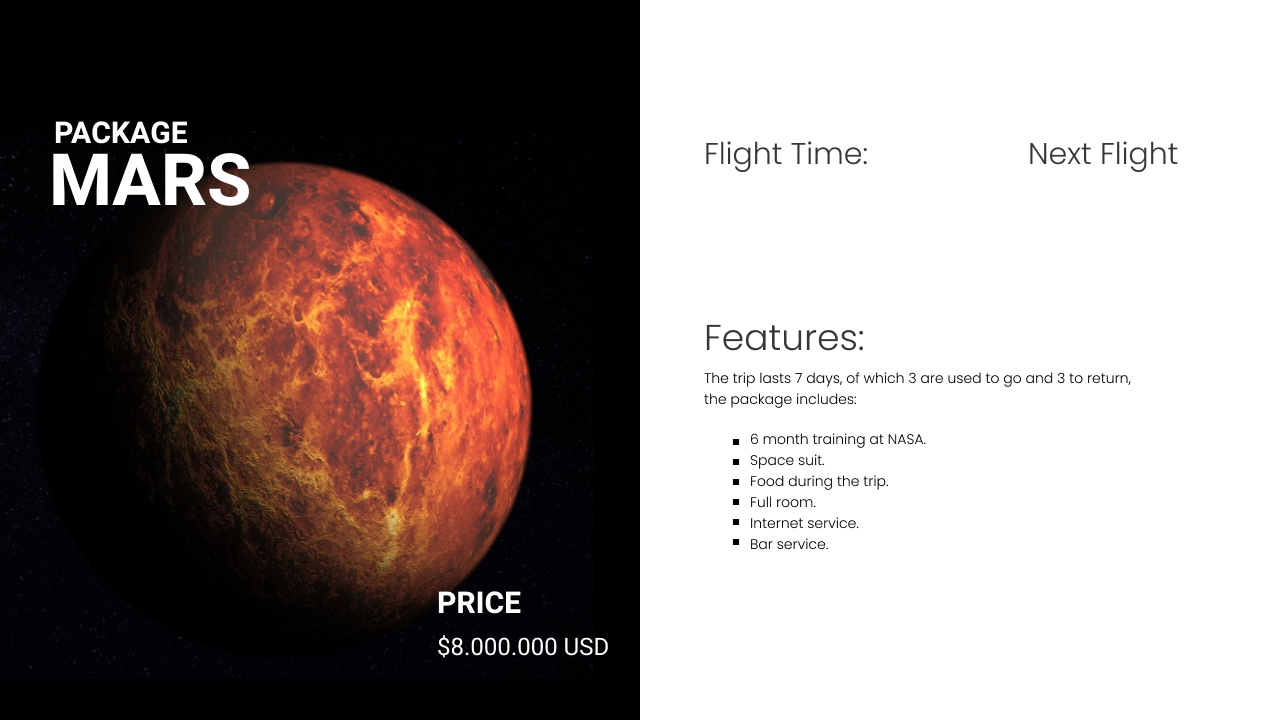 PACKAGE
MARS
PRICE
$8.000.000 USD
Flight Time:
Next Flight
Features:
The trip lasts 7 days, of which 3 are used to go and 3 to return,
the package includes:
6 month training at NASA.
Space suit.
Food during the trip.
Full room.
Internet service.
Bar service.